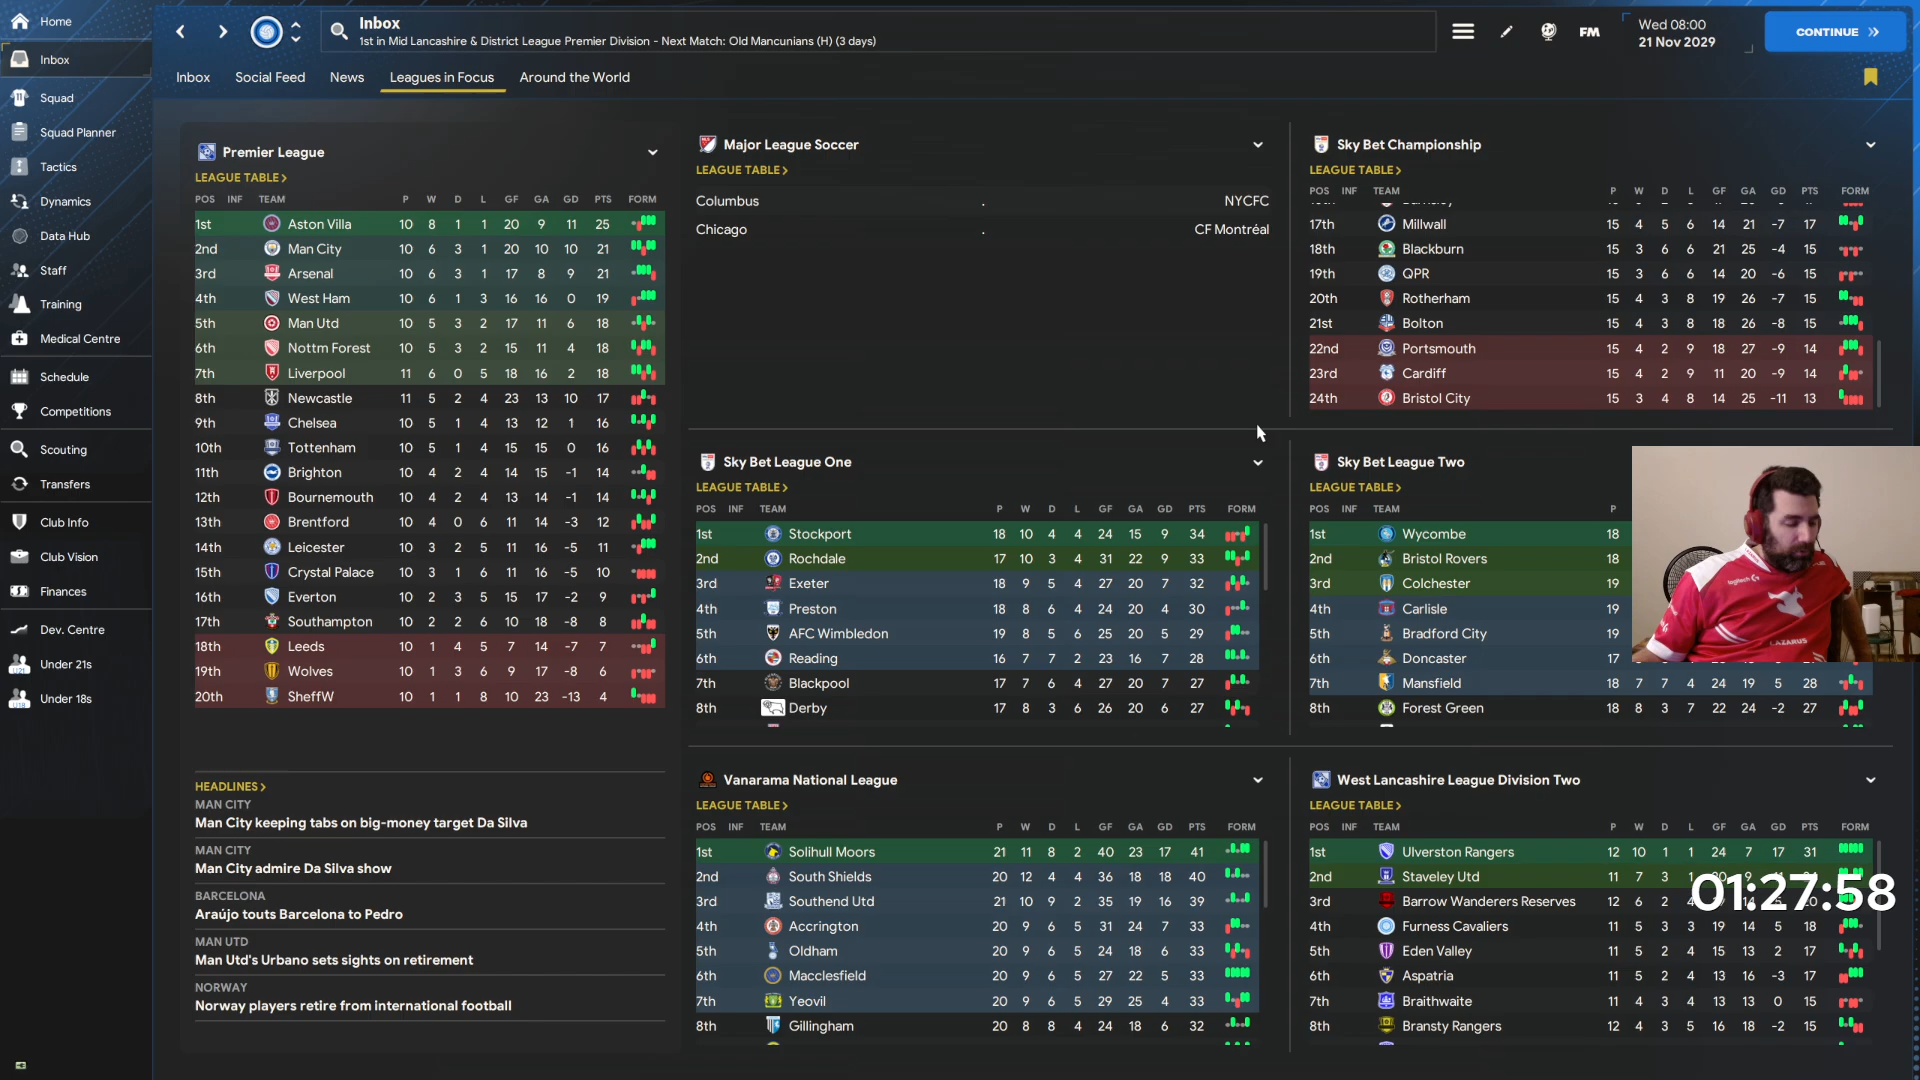 Home
Inbox
Squad
Squad Planner
Tactics
Dynamics
Data Hub
Staff
Training
Medical Centre
Schedule
Competitions
Scouting
Transfers
Club Info
Club Vision
Finances
Dev. Centre
Under 21s
Under 18s
Inbox
1st in Mid Lancashire & District League Premier Division - Next Match: Old Mancunians (H) (3 days)
FM
Wed 08:00
21 Nov 2029
CONTINUE
Inbox Social Feed News Leagues in Focus Around the World
Premier League
LEAGUE TABLE >
POS INF TEAM P W D L GF GA GD PTS FORM
1st Aston Villa 10 8 1 1 20 9 11 25
2nd Man City 10 6 3 1 20 10 10 21
3rd Arsenal 10 6 3 1 17 8 9 21
4th West Ham 10 6 1 3 16 16 0 19
5th Man Utd 10 5 3 2 17 11 6 18
6th Nottm Forest 10 5 3 2 15 11 4 18
7th Liverpool 11 6 0 5 18 16 2 18
8th Newcastle 11 5 2 4 23 13 10 17
9th Chelsea 10 5 1 4 13 12 1 16
10th Tottenham 10 5 1 4 15 15 0 16
11th Brighton 10 4 2 4 14 15 -1 14
12th Bournemouth 10 4 2 4 13 14 -1 14
13th Brentford 10 4 0 6 11 14 -3 12
14th Leicester 10 3 2 5 11 16 -5 11
15th Crystal Palace 10 3 1 6 11 16 -5 10
16th Everton 10 2 3 5 15 17 -2 9
17th Southampton 10 2 2 6 10 18 -8 8
18th Leeds 10 1 4 5 7 14 -7 7
19th Wolves 10 1 3 6 9 17 -8 6
20th SheffW 10 1 1 8 10 23 -13 4
HEADLINES >
MAN CITY
Man City keeping tabs on big-money target Da Silva
MAN CITY
Man City admire Da Silva show
BARCELONA
Araújo touts Barcelona to Pedro
MAN UTD
Man Utd's Urbano sets sights on retirement
NORWAY
Norway players retire from international football
Major League Soccer
LEAGUE TABLE >
Columbus . NYCFC
Chicago . CF Montréal
Sky Bet Championship
LEAGUE TABLE >
POS INF TEAM P W D L GF GA GD PTS FORM
17th Millwall 15 4 5 6 14 21 -7 17
18th Blackburn 15 3 6 6 21 25 -4 15
19th QPR 15 3 6 6 14 20 -6 15
20th Rotherham 15 4 3 8 19 26 -7 15
21st Bolton 15 4 3 8 18 26 -8 15
22nd Portsmouth 15 4 2 9 18 27 -9 14
23rd Cardiff 15 4 2 9 11 20 -9 14
24th Bristol City 15 3 4 8 14 25 -11 13
Sky Bet League One
LEAGUE TABLE >
POS INF TEAM P W D L GF GA GD PTS FORM
1st Stockport 18 10 4 4 24 15 9 34
2nd Rochdale 17 10 3 4 31 22 9 33
3rd Exeter 18 9 5 4 27 20 7 32
4th Preston 18 8 6 4 24 20 4 30
5th AFC Wimbledon 19 8 5 6 25 20 5 29
6th Reading 16 7 7 2 23 16 7 28
7th Blackpool 17 7 6 4 27 20 7 27
8th Derby 17 8 3 6 26 20 6 27
Sky Bet League Two
LEAGUE TABLE >
POS INF TEAM P
1st Wycombe 18
2nd Bristol Rovers 18
3rd Colchester 19
4th Carlisle 19
5th Bradford City 19
6th Doncaster 17
7th Mansfield 18 7 7 4 24 19 5 28
8th Forest Green 18 8 3 7 22 24 -2 27
logitech G
LAZARUS
Vanarama National League
LEAGUE TABLE >
POS INF TEAM P W D L GF GA GD PTS FORM
1st Solihull Moors 21 11 8 2 40 23 17 41
2nd South Shields 20 12 4 4 36 18 18 40
3rd Southend Utd 21 10 9 2 35 19 16 39
4th Accrington 20 9 6 5 31 24 7 33
5th Oldham 20 9 6 5 24 18 6 33
6th Macclesfield 20 9 6 5 27 22 5 33
7th Yeovil 20 9 6 5 29 25 4 33
8th Gillingham 20 8 8 4 24 18 6 32
West Lancashire League Division Two
LEAGUE TABLE >
POS INF TEAM P W D L GF GA GD PTS FORM
1st Ulverston Rangers 12 10 1 1 24 7 17 31
2nd Staveley Utd 11 7 3
3rd Barrow Wanderers Reserves 12 6 2
01:27:58
4th Furness Cavaliers 11 5 3 3 19 14 5 18
5th Eden Valley 11 5 2 4 15 13 2 17
6th Aspatria 11 5 2 4 13 16 -3 17
7th Braithwaite 11 4 3 4 13 13 0 15
8th Bransty Rangers 12 4 3 5 16 18 -2 15